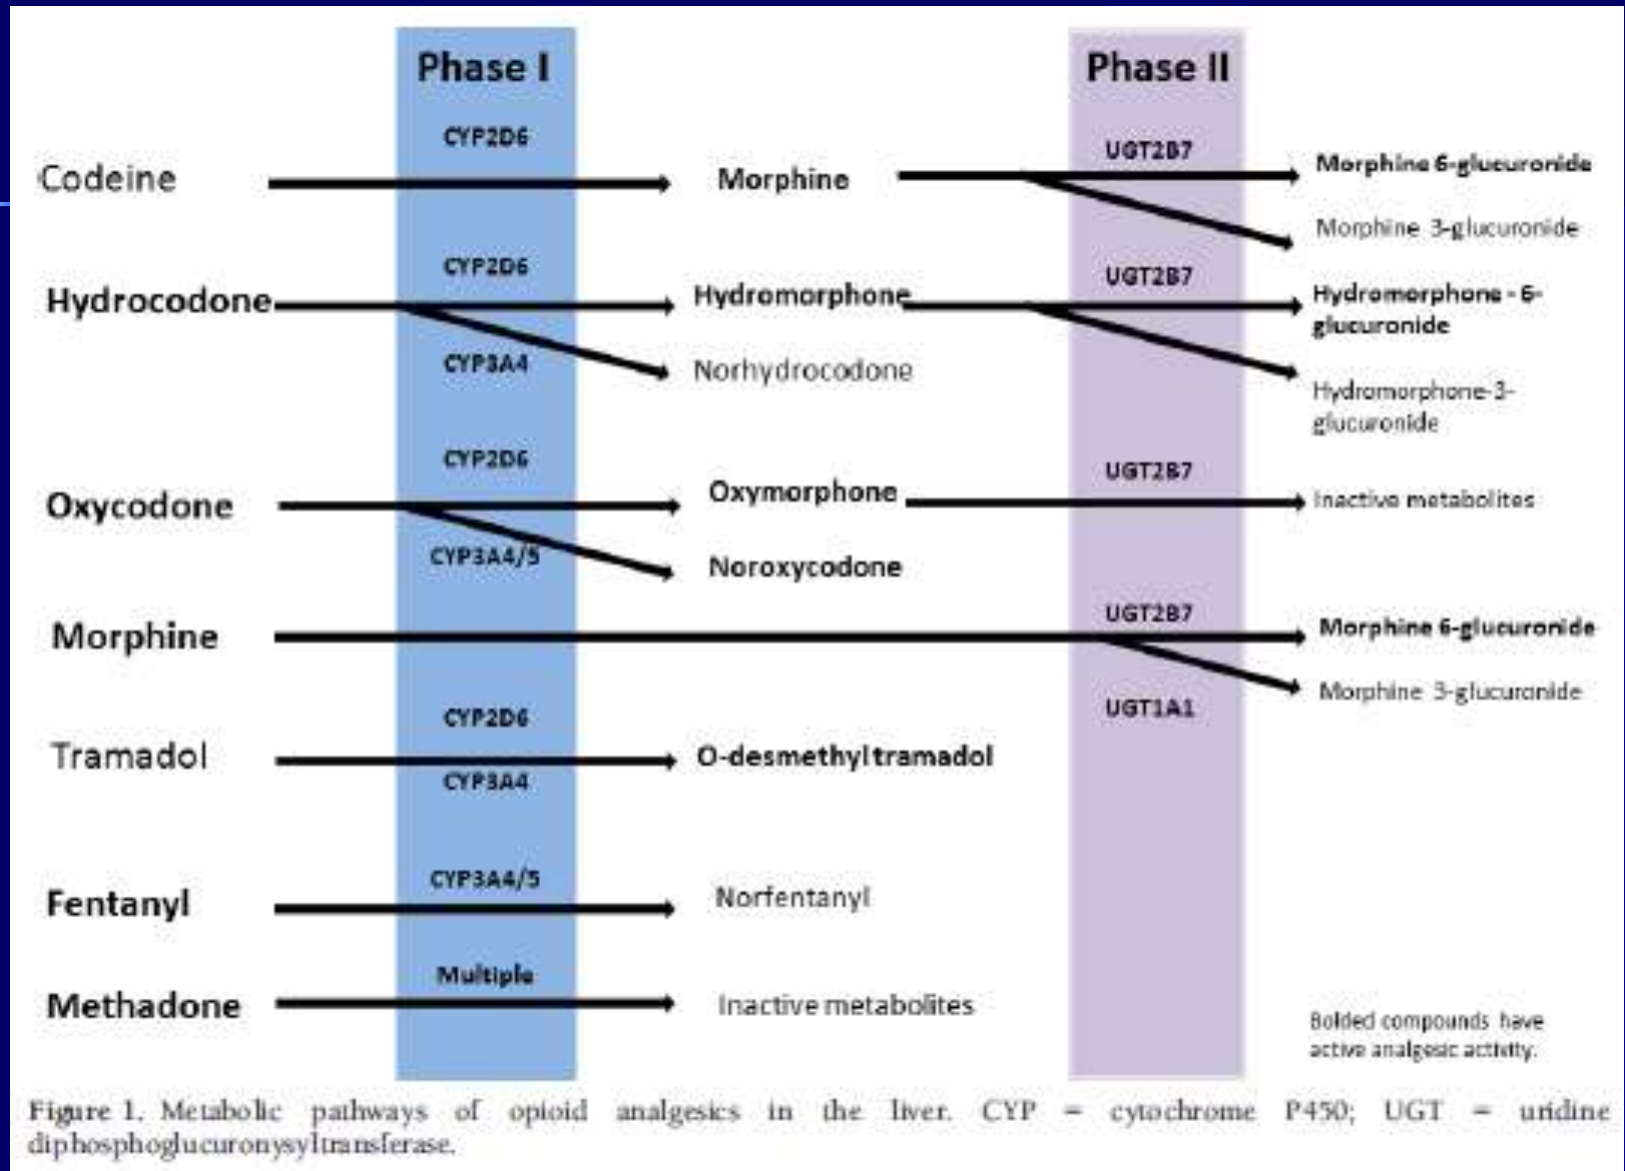 Phase I
Phase II
CYP2D6
UGT2B7
Codeine
Morphine
Morphine 6-glucuronide
Morphine 3-glucuronide
CYP2D6
UGT2B7
Hydrocodone
Hydromorphone
Hydromorphone - 6-
glucuronide
CYP3A4
Norhydrocodone
Hydromorphone-3-
glucuronide
CYP2D6
UGT2B7
Oxycodone
Oxymorphone
Inactive metabolites
CYP3A4/5
Noroxycodone
UGT2B7
Morphine
Morphine 6-glucuronide
Morphine 3-glucuronide
UGT1A1
CYP2D6
Tramadol
O-desmethyltramadol
CYP3A4
CYP3A4/5
Fentanyl
Norfentanyl
Multiple
Methadone
Inactive metabolites
Bolded compounds have
active analgesic activity.
Figure 1. Metabolic pathways of opioid analgesics in the liver. CYP = cytochrome P450; UGT = uridine
diphosphoglucuronysyltransferase.